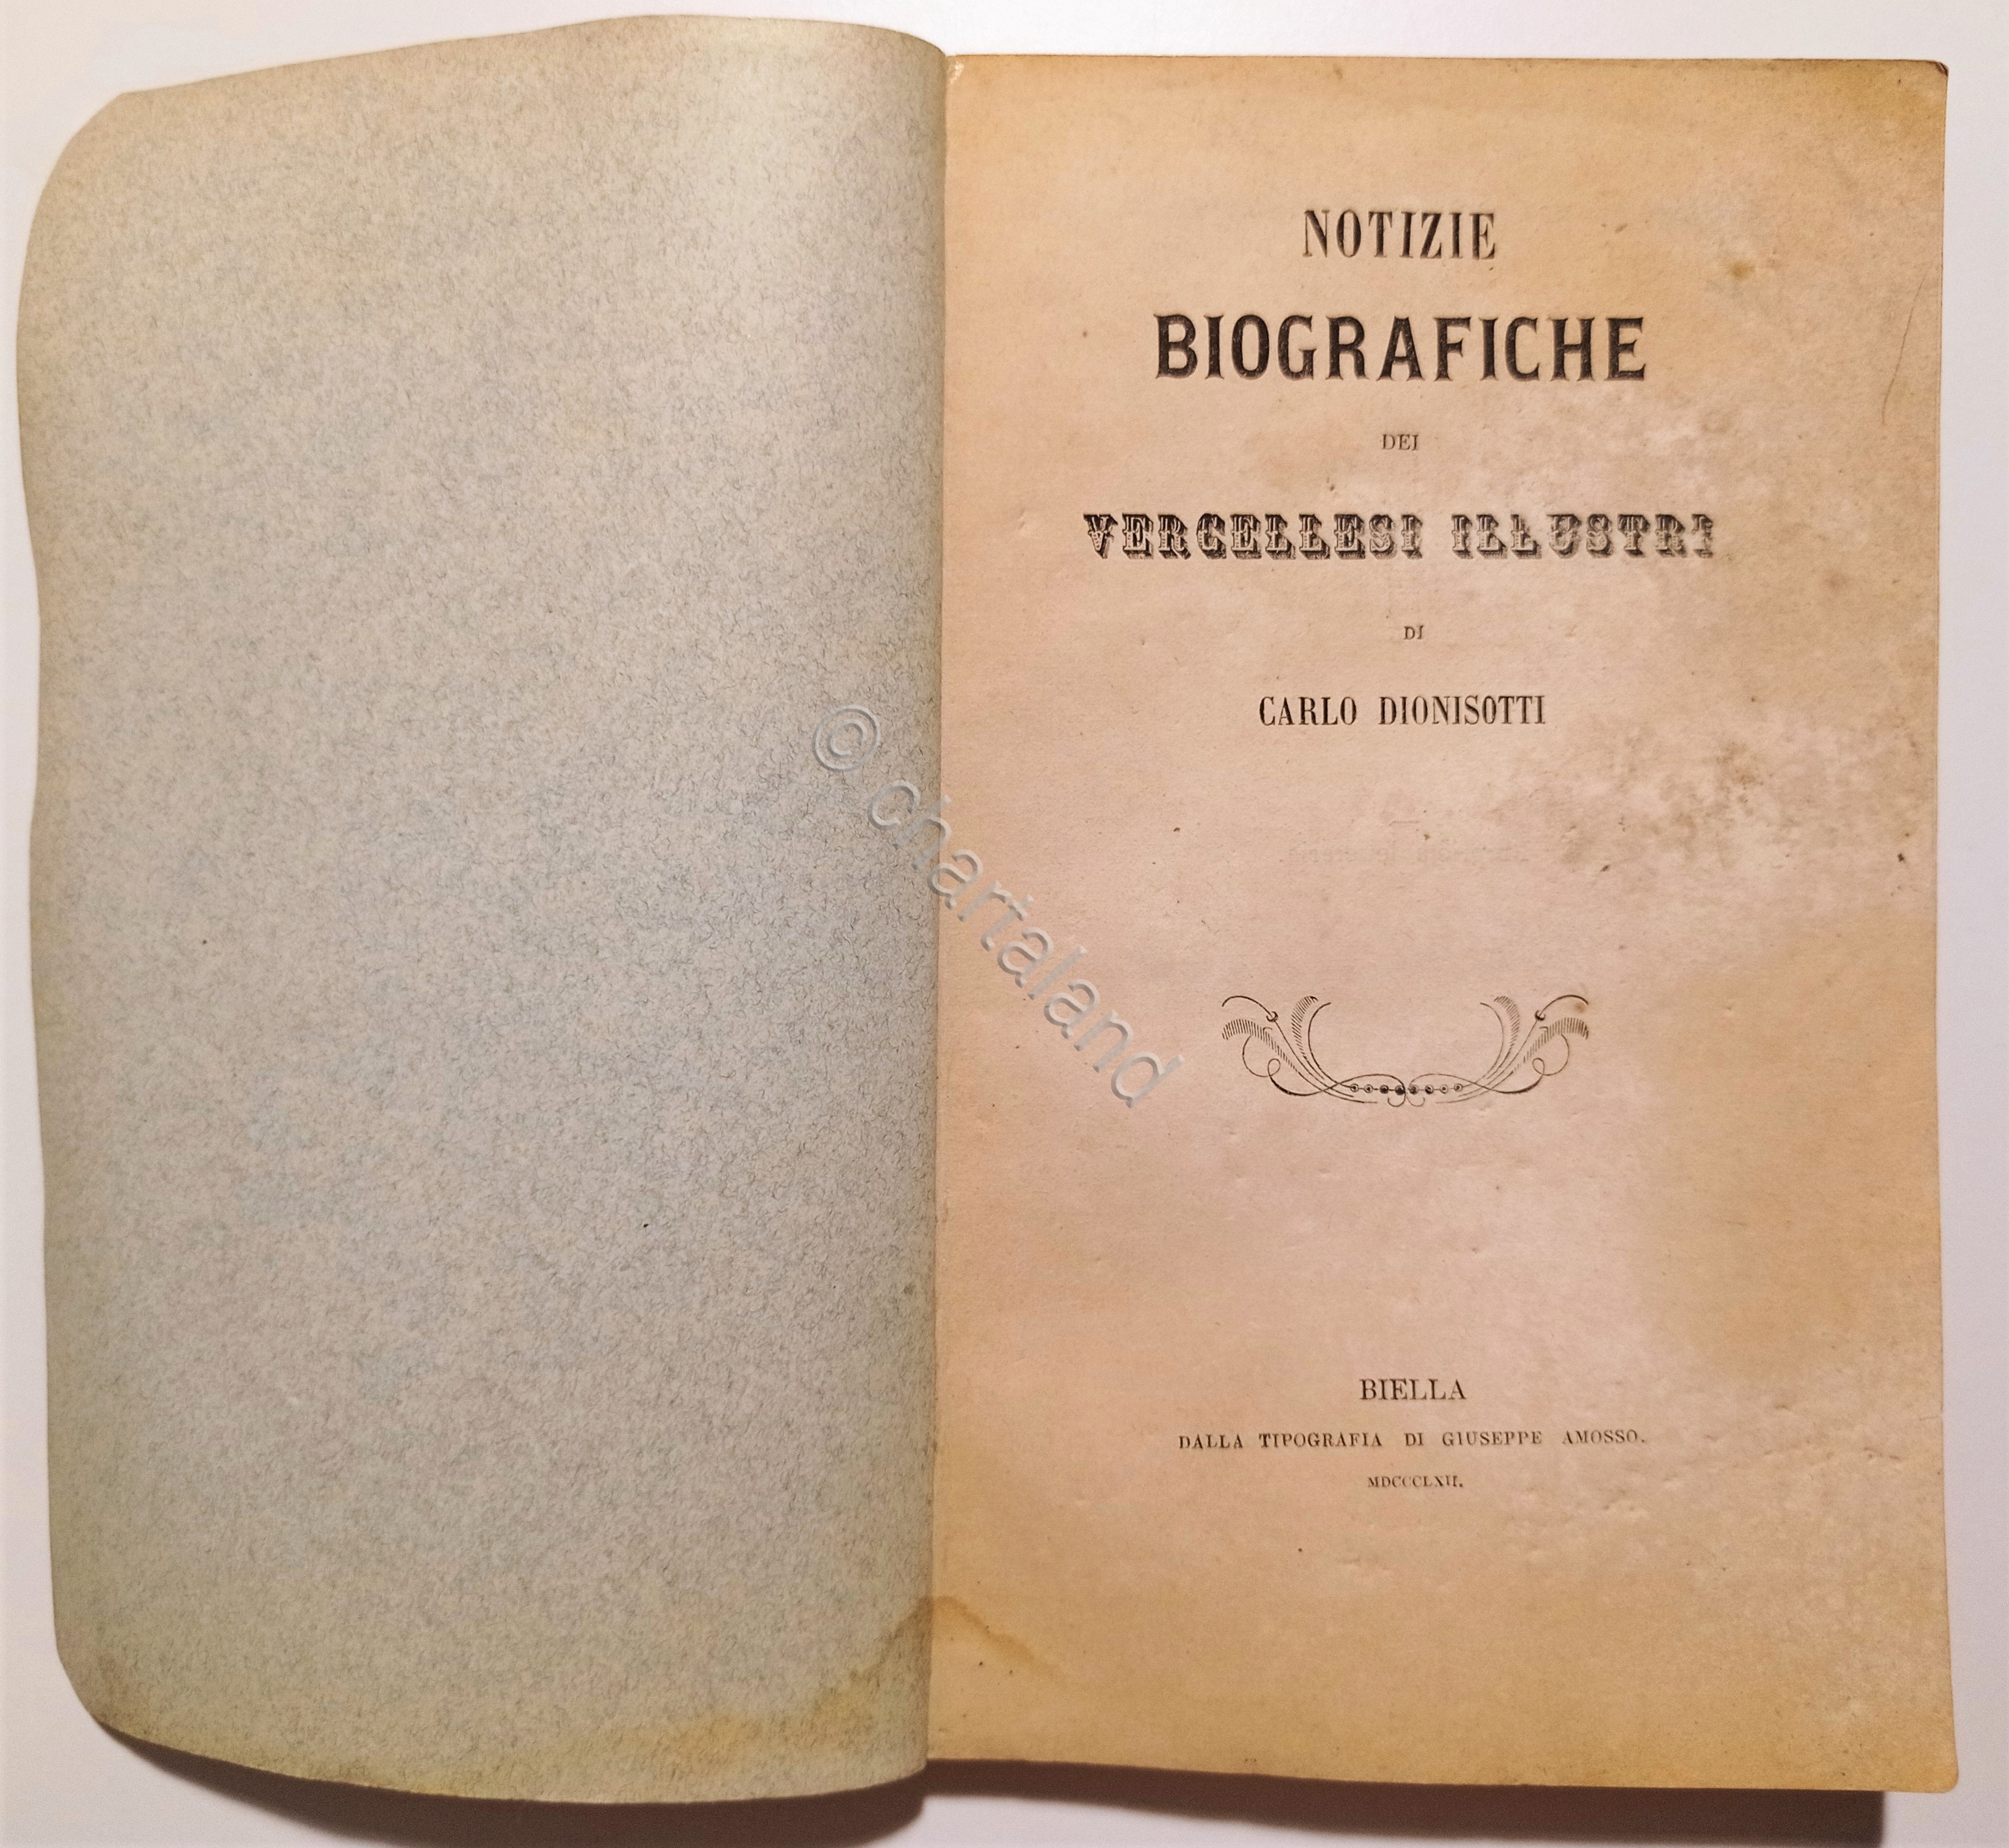 NOTIZIE
BIOGRAFICHE
DEI
VERCELLESI ILLUSTRI
DI
CARLO DIONISOTTI
© chartaland
BIELLA
DALLA TIPOGRAFIA DI GIUSEPPE AMOSSO.
MDCCCLXII.